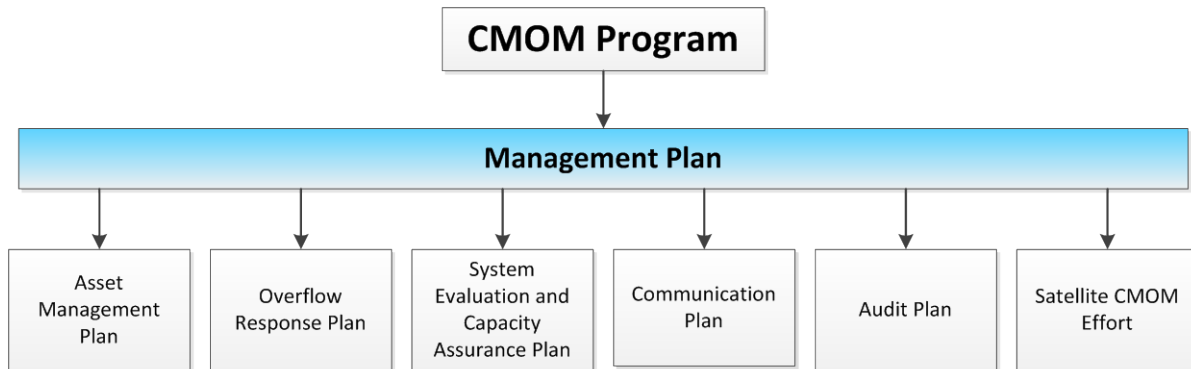 CMOM Program
Management Plan
Asset
Management
Plan
Overflow
Response Plan
System
Evaluation and
Capacity
Assurance Plan
Communication
Plan
Audit Plan
Satellite CMOM
Effort